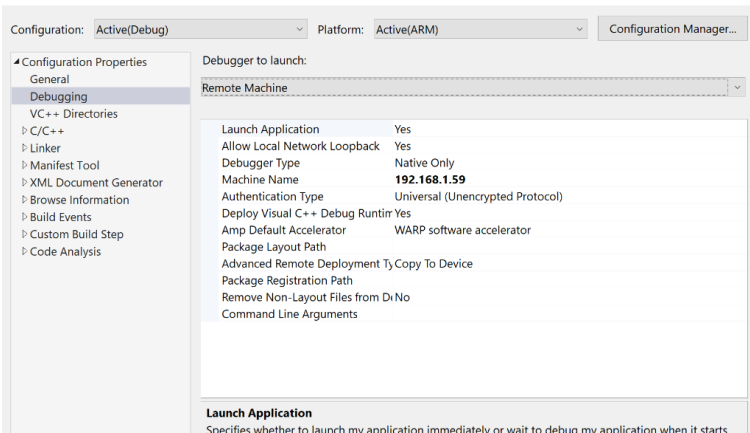 Configuration: Active(Debug) Platform: Active(ARM) Configuration Manager...
Configuration Properties
General
Debugging
VC++ Directories
C/C++
Linker
Manifest Tool
XML Document Generator
Browse Information
Build Events
Custom Build Step
Code Analysis
Debugger to launch:
Remote Machine
Launch Application Yes
Allow Local Network Loopback Yes
Debugger Type Native Only
Machine Name 192.168.1.59
Authentication Type Universal (Unencrypted Protocol)
Deploy Visual C++ Debug Runtim Yes
Amp Default Accelerator WARP software accelerator
Package Layout Path
Advanced Remote Deployment Ty Copy To Device
Package Registration Path
Remove Non-Layout Files from De No
Command Line Arguments
Launch Application
Specifies whether to launch my application immediately or wait to debug my application when it starts